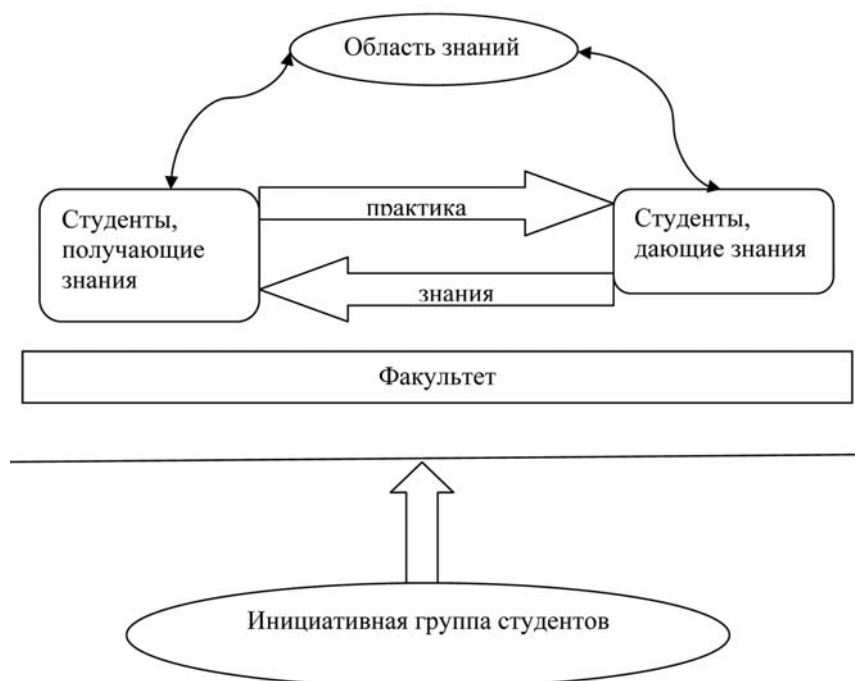 Область знаний
Студенты,
получающие
знания
практика
Студенты,
дающие знания
знания
Факультет
Инициативная группа студентов